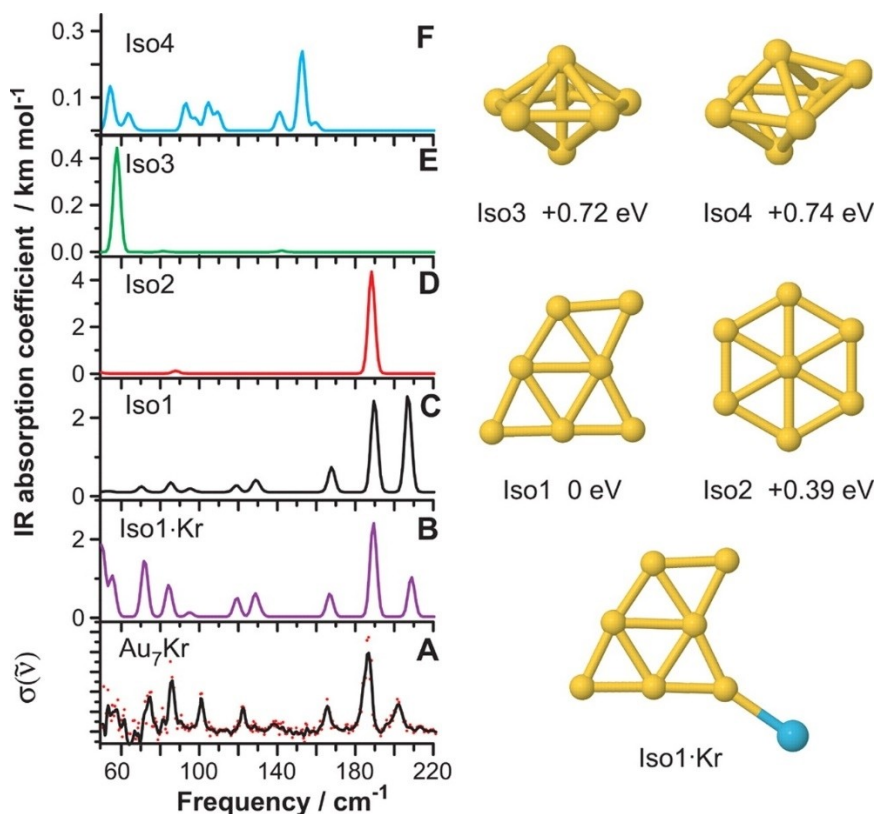 IR absorption coefficient / km mol⁻¹
σ(ν̃)
0.3
0.1
Iso4
F
0.4
0.2
0.0
Iso3
E
4
2
0
Iso2
D
2
0
Iso1
C
2
0
Iso1·Kr
B
Au₇Kr
A
60 100 140 180 220
Frequency / cm⁻¹
Iso3 +0.72 eV
Iso4 +0.74 eV
Iso1 0 eV
Iso2 +0.39 eV
Iso1·Kr